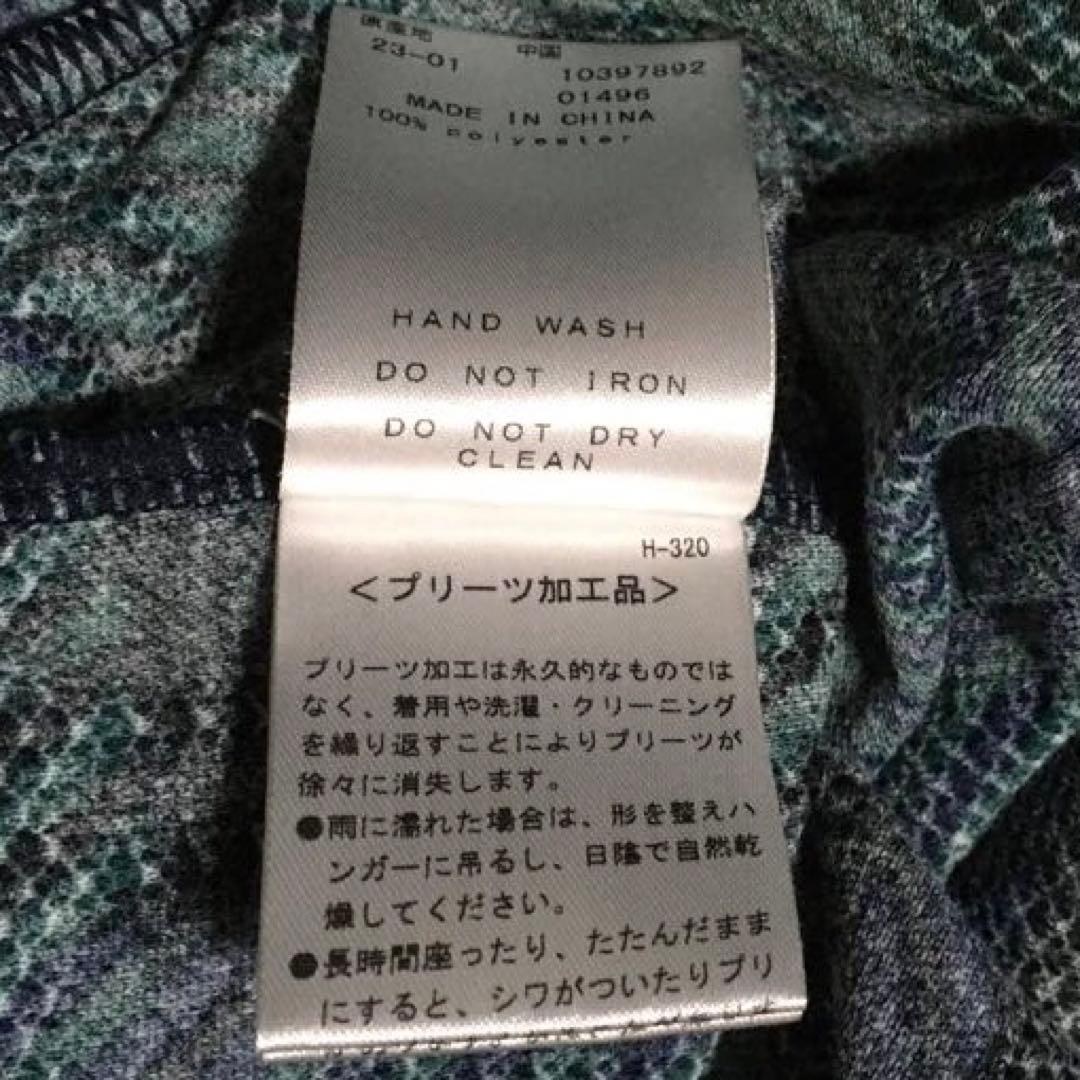 原産地 中国
23-01 10397892
01496
MADE IN CHINA
100% polyester
HAND WASH
DO NOT IRON
DO NOT DRY
CLEAN
H-320
<プリーツ加工品>
プリーツ加工は永久的なものでは
なく、着用や洗濯・クリーニング
を繰り返すことによりプリーツが
徐々に消失します。
●雨に濡れた場合は、形を整えハ
ンガーに吊るし、日陰で自然乾
燥してください。
●長時間座ったり、たたんだまま
にすると、シワがついたりプリ